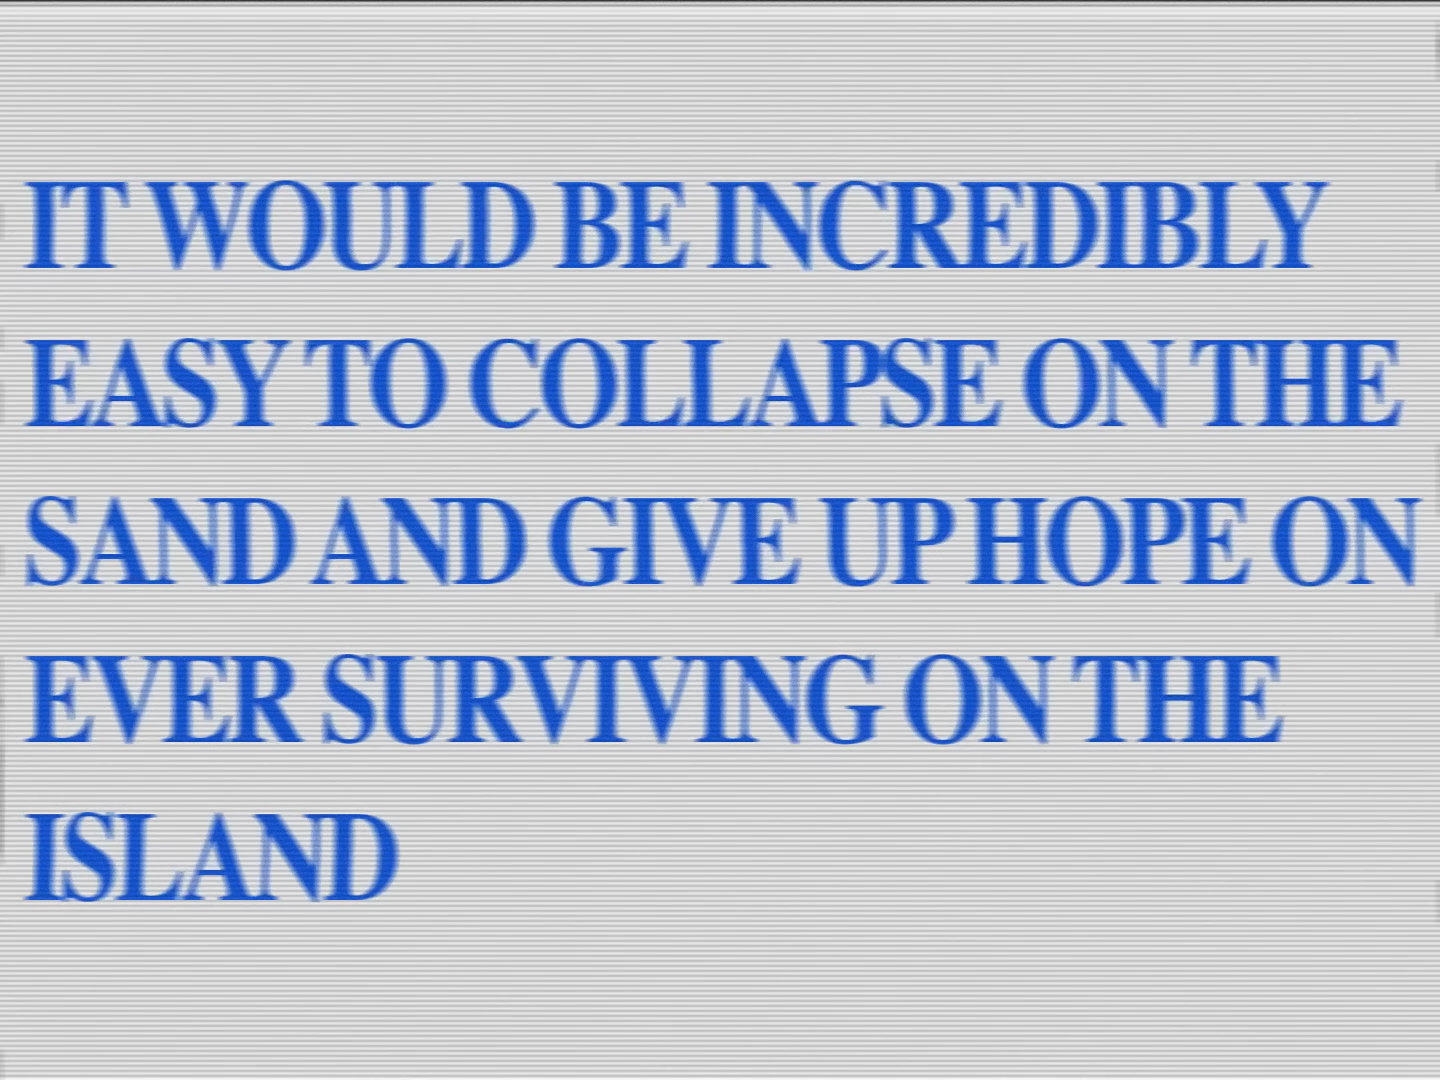 IT WOULD BE INCREDIBLY
EASY TO COLLAPSE ON THE
SAND AND GIVE UP HOPE ON
EVER SURVIVING ON THE
ISLAND